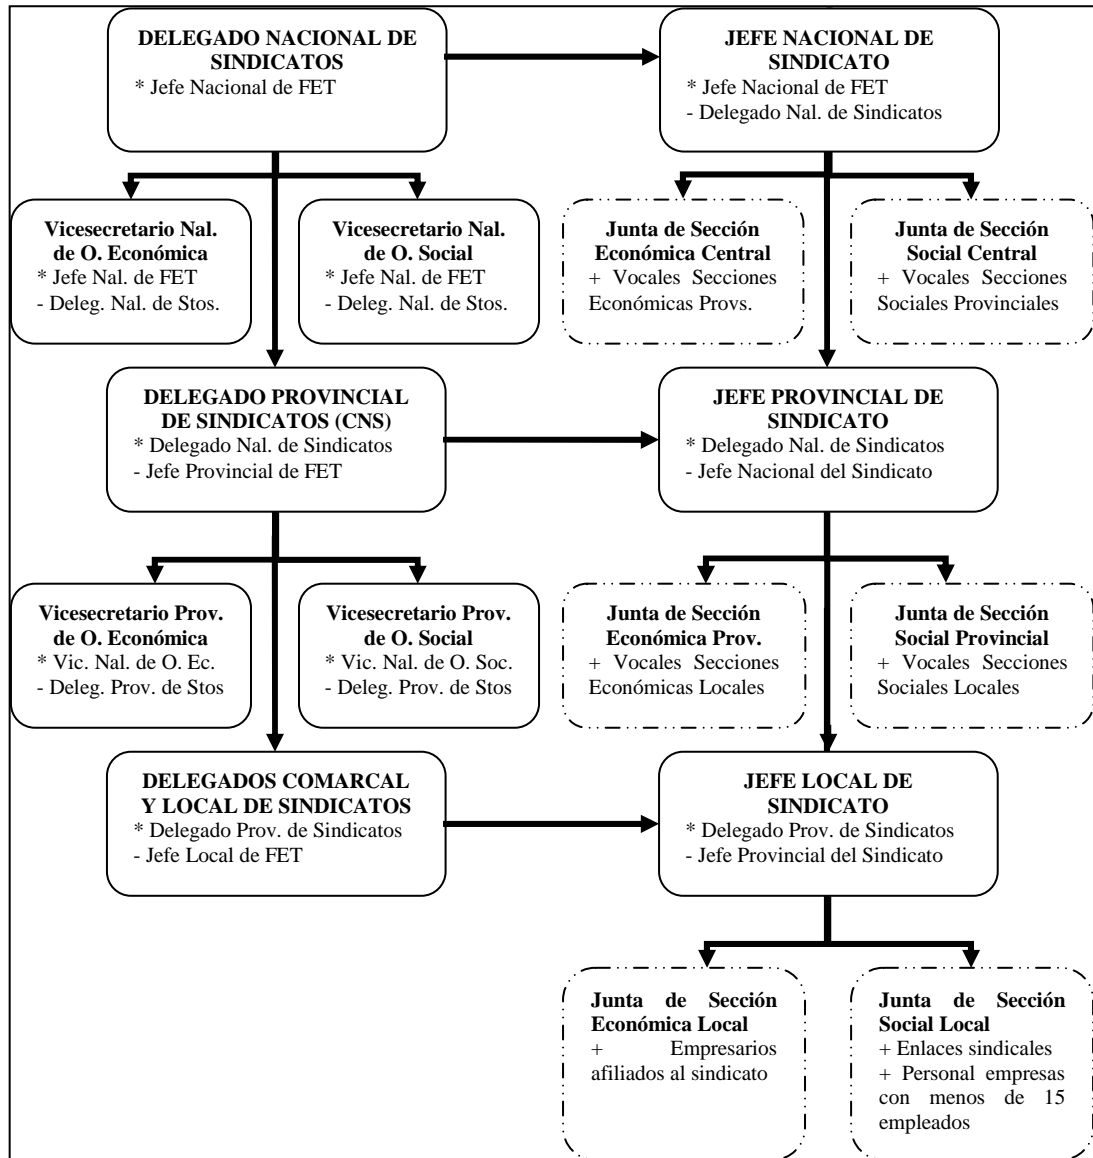 DELEGADO NACIONAL DE
SINDICATOS
* Jefe Nacional de FET
JEFE NACIONAL DE
SINDICATO
* Jefe Nacional de FET
- Delegado Nal. de Sindicatos
Vicesecretario Nal.
de O. Económica
* Jefe Nal. de FET
- Deleg. Nal. de Stos.
Vicesecretario Nal.
de O. Social
* Jefe Nal. de FET
- Deleg. Nal. de Stos.
Junta de Sección
Económica Central
+ Vocales Secciones
Económicas Provs.
Junta de Sección
Social Central
+ Vocales Secciones
Sociales Provinciales
DELEGADO PROVINCIAL
DE SINDICATOS (CNS)
* Delegado Nal. de Sindicatos
- Jefe Provincial de FET
JEFE PROVINCIAL DE
SINDICATO
* Delegado Nal. de Sindicatos
- Jefe Nacional del Sindicato
Vicesecretario Prov.
de O. Económica
* Vic. Nal. de O. Ec.
- Deleg. Prov. de Stos
Vicesecretario Prov.
de O. Social
* Vic. Nal. de O. Soc.
- Deleg. Prov. de Stos
Junta de Sección
Económica Prov.
+ Vocales Secciones
Económicas Locales
Junta de Sección
Social Provincial
+ Vocales Secciones
Sociales Locales
DELEGADOS COMARCAL
Y LOCAL DE SINDICATOS
* Delegado Prov. de Sindicatos
- Jefe Local de FET
JEFE LOCAL DE
SINDICATO
* Delegado Prov. de Sindicatos
- Jefe Provincial del Sindicato
Junta de Sección
Económica Local
+ Empresarios
afiliados al sindicato
Junta de Sección
Social Local
+ Enlaces sindicales
+ Personal empresas
con menos de 15
empleados